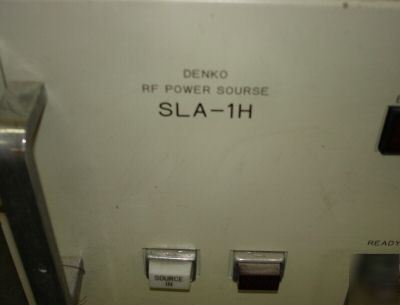 DENKO
RF POWER SOURSE
SLA-1H
SOURCE
IN
READY